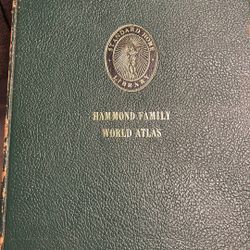 STANDARD HOME
LIBRARY
HAMMOND FAMILY
WORLD ATLAS